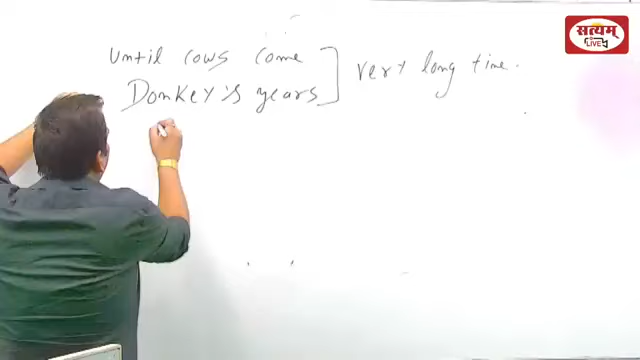 सत्यम्
LIVE
Until cows come
Donkey's years
very long time.